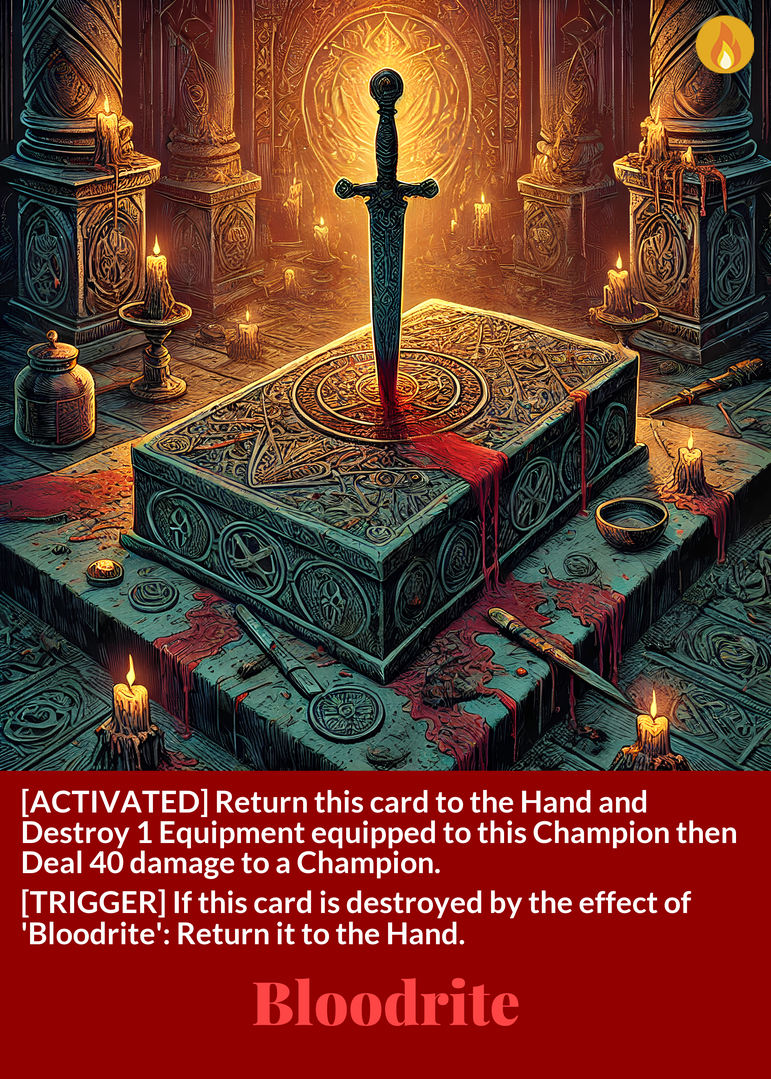 [ACTIVATED] Return this card to the Hand and
Destroy 1 Equipment equipped to this Champion then
Deal 40 damage to a Champion.
[TRIGGER] If this card is destroyed by the effect of
'Bloodrite': Return it to the Hand.
Bloodrite